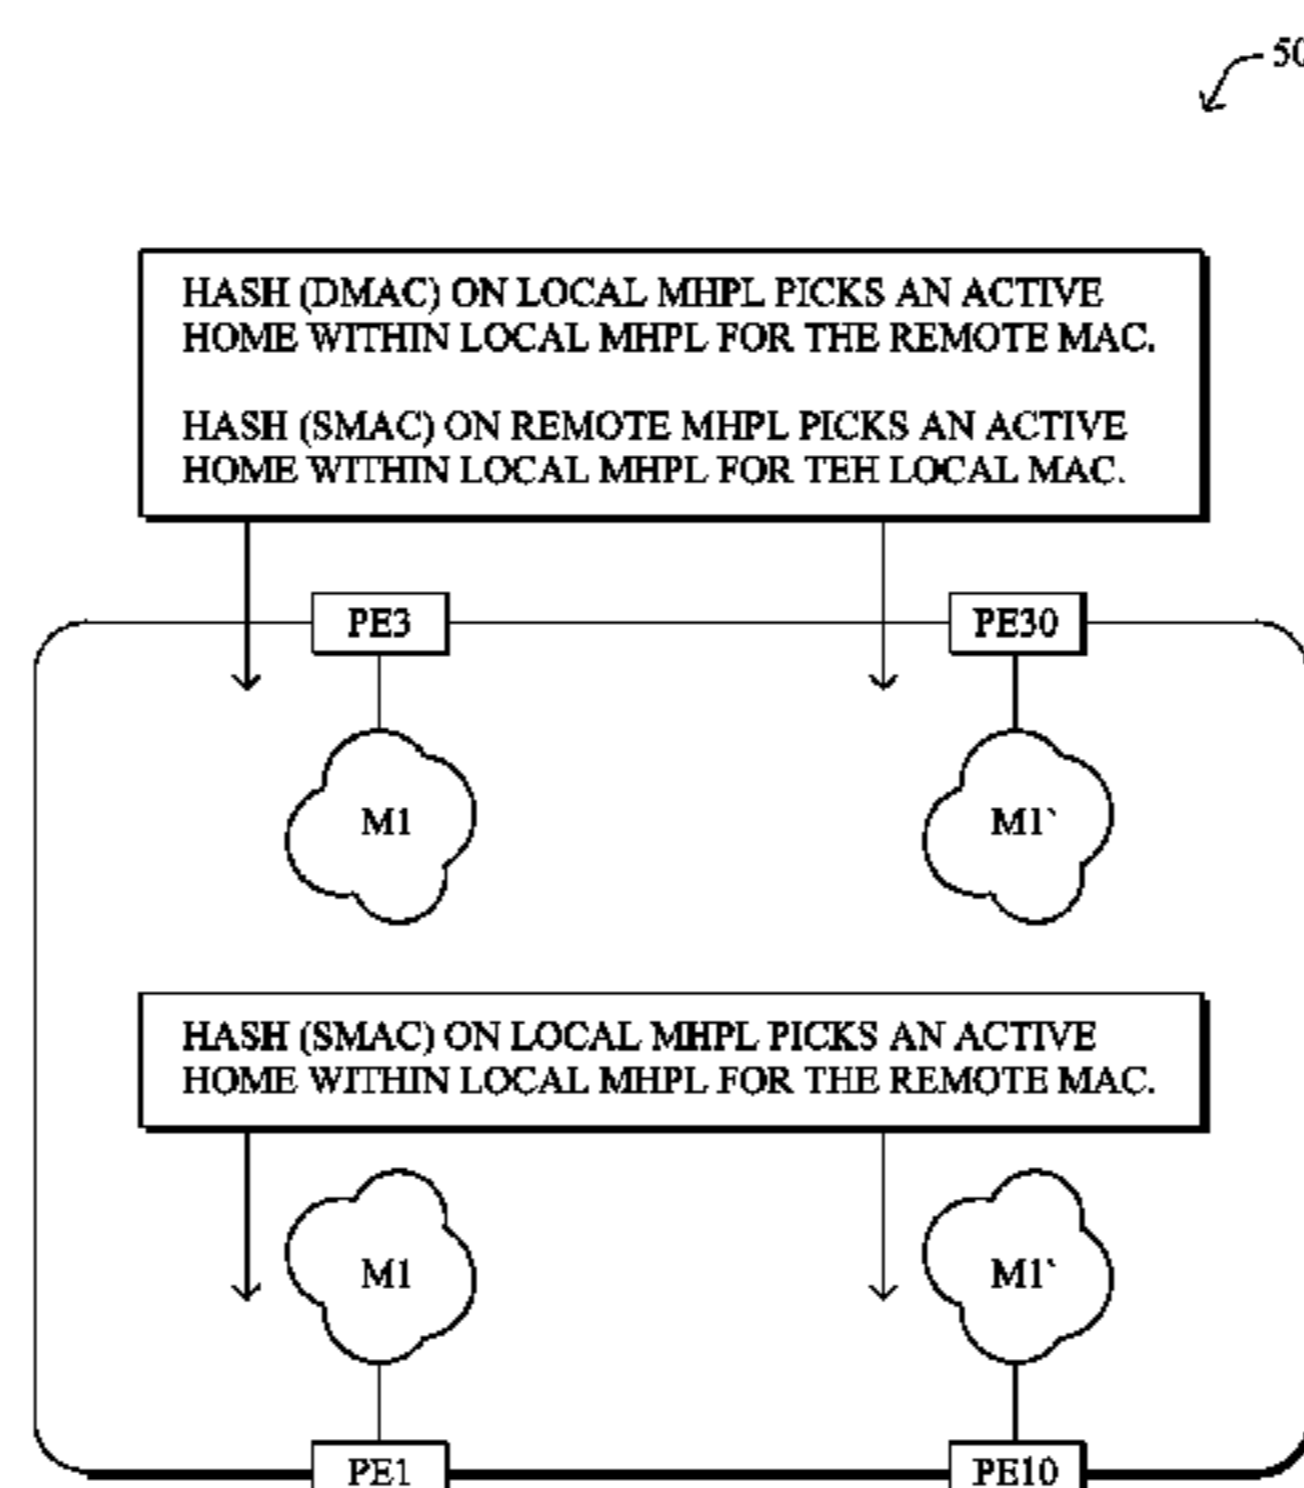 50
HASH (DMAC) ON LOCAL MHPL PICKS AN ACTIVE
HOME WITHIN LOCAL MHPL FOR THE REMOTE MAC.
HASH (SMAC) ON REMOTE MHPL PICKS AN ACTIVE
HOME WITHIN LOCAL MHPL FOR TEH LOCAL MAC.
PE3
PE30
M1
M1`
HASH (SMAC) ON LOCAL MHPL PICKS AN ACTIVE
HOME WITHIN LOCAL MHPL FOR THE REMOTE MAC.
M1
M1`
PE1
PE10